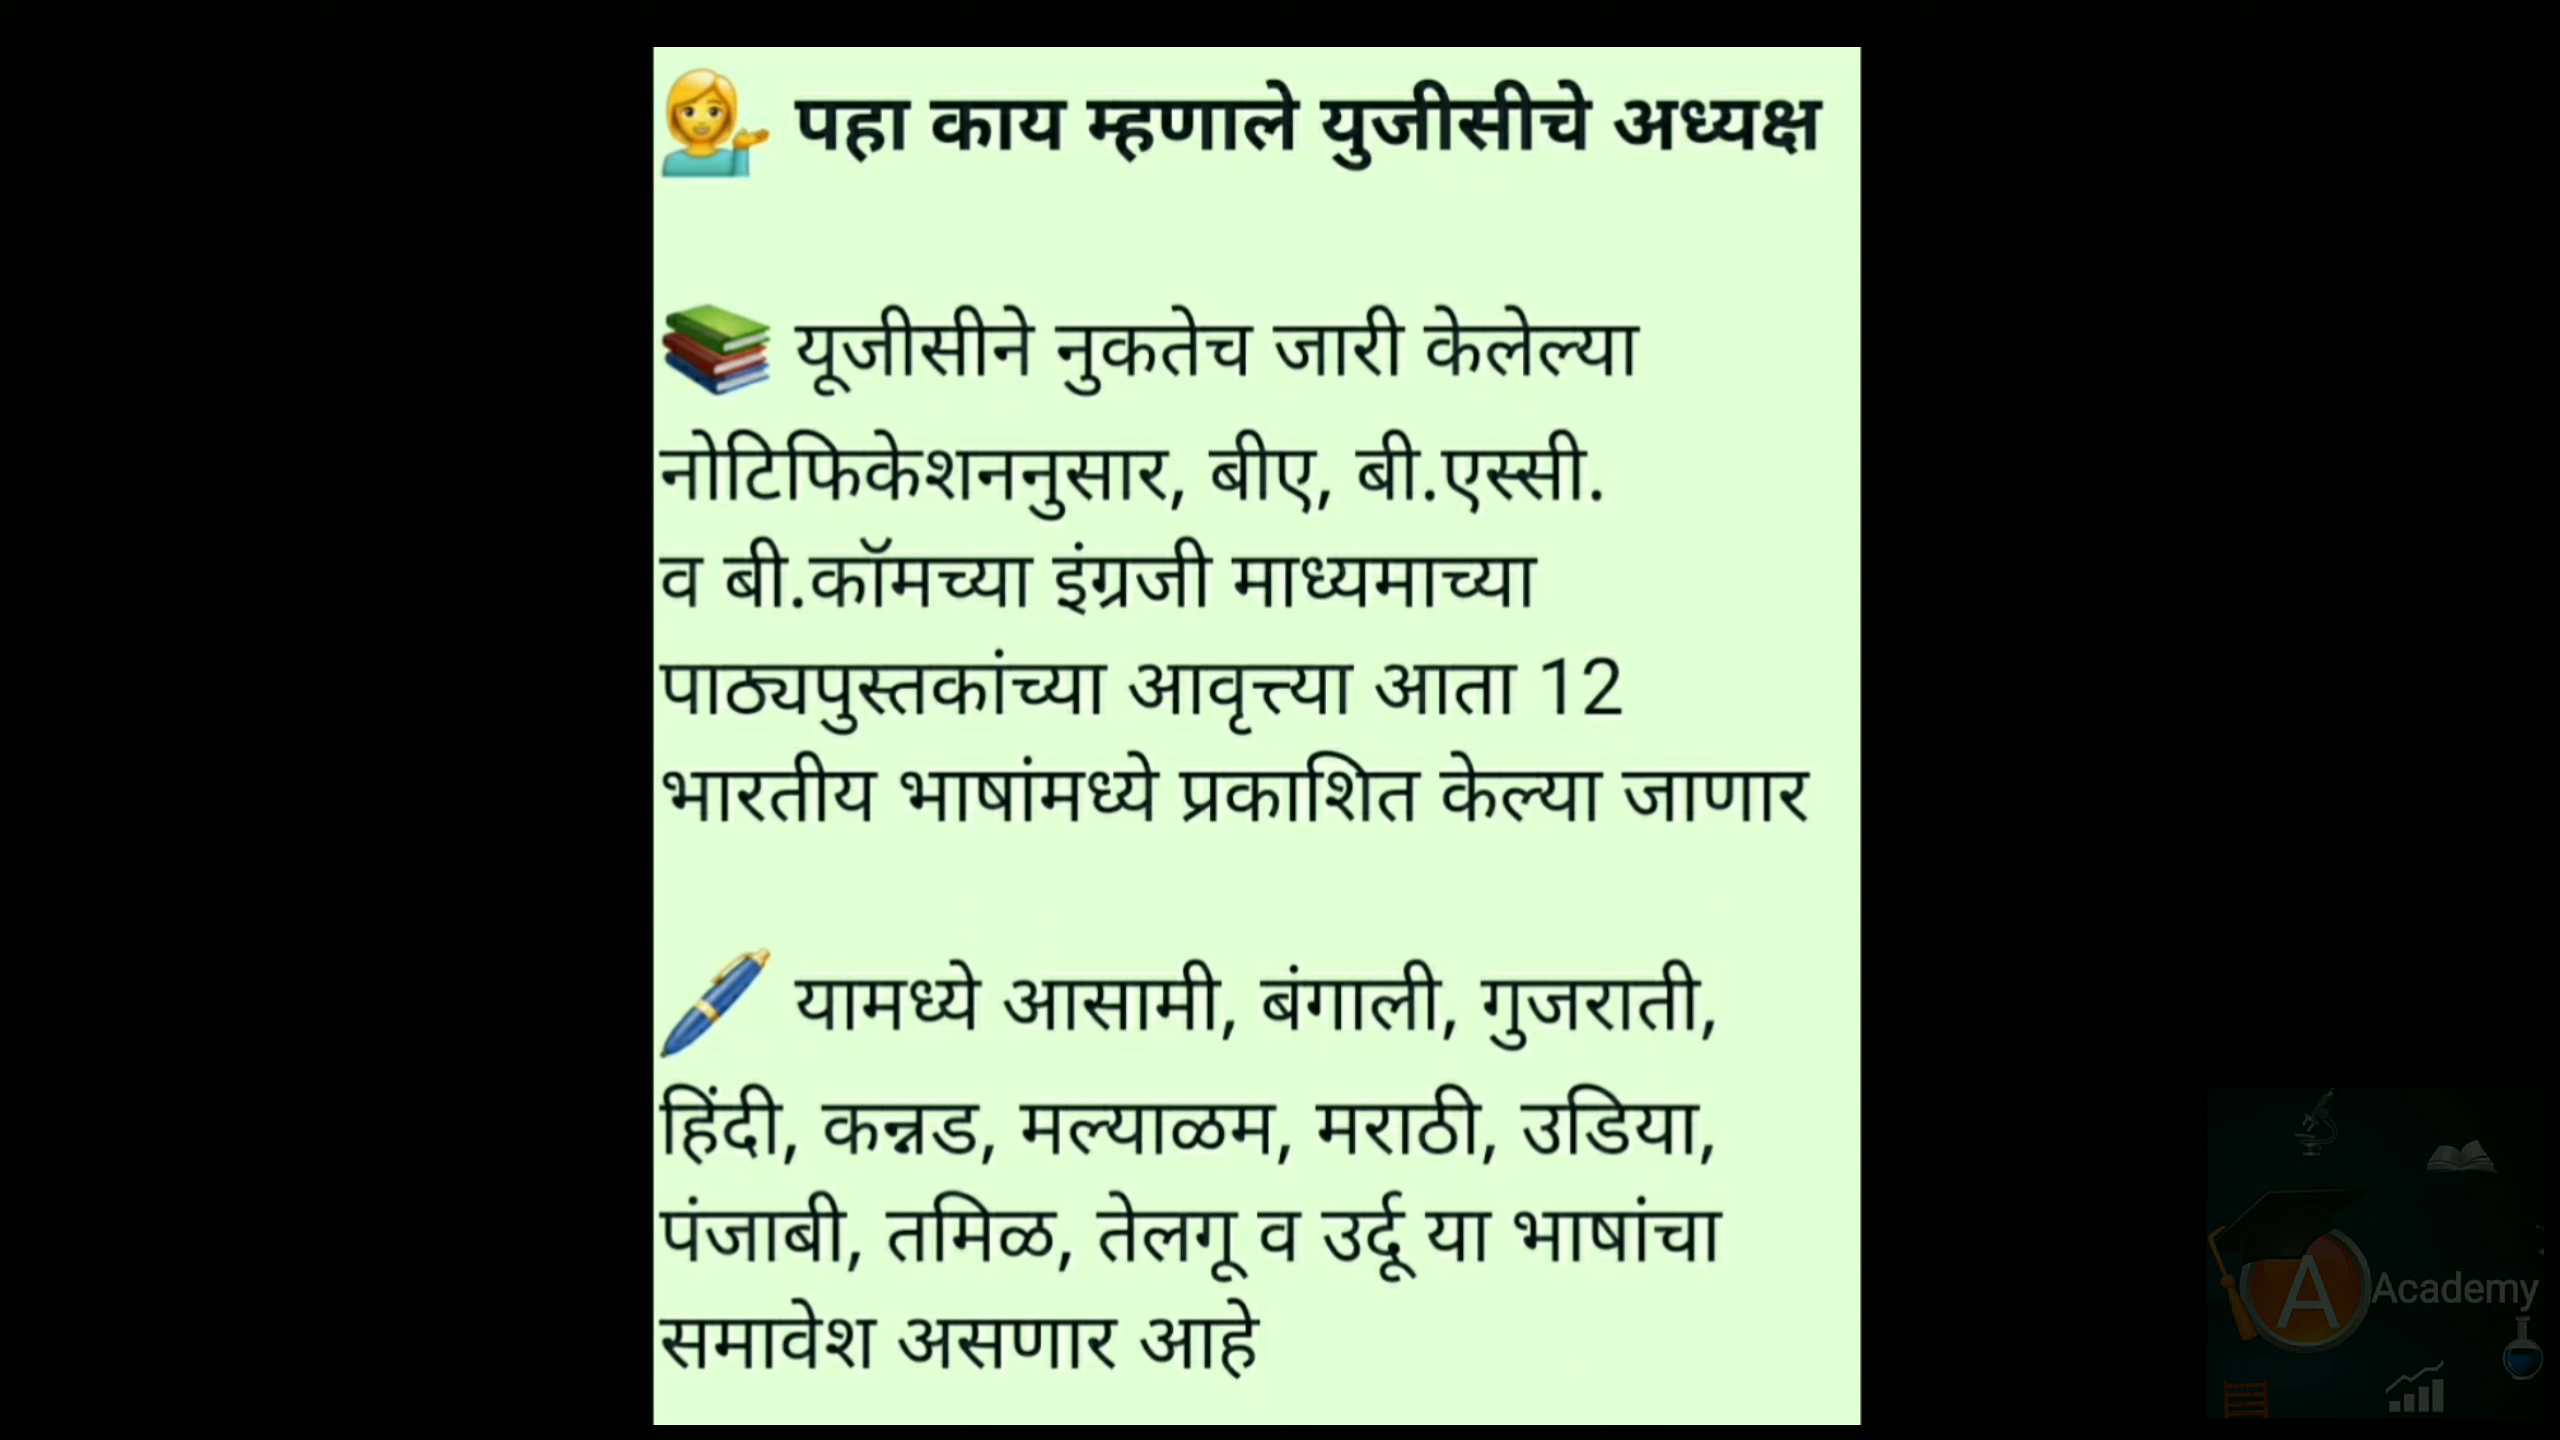 पहा काय म्हणाले युजीसीचे अध्यक्ष
यूजीसीने नुकतेच जारी केलेल्या
नोटिफिकेशननुसार, बीए, बी.एस्सी.
व बी.कॉमच्या इंग्रजी माध्यमाच्या
पाठ्यपुस्तकांच्या आवृत्त्या आता 12
भारतीय भाषांमध्ये प्रकाशित केल्या जाणार
यामध्ये आसामी, बंगाली, गुजराती,
हिंदी, कन्नड, मल्याळम, मराठी, उडिया,
पंजाबी, तमिळ, तेलगू व उर्दू या भाषांचा
समावेश असणार आहे
A Academy